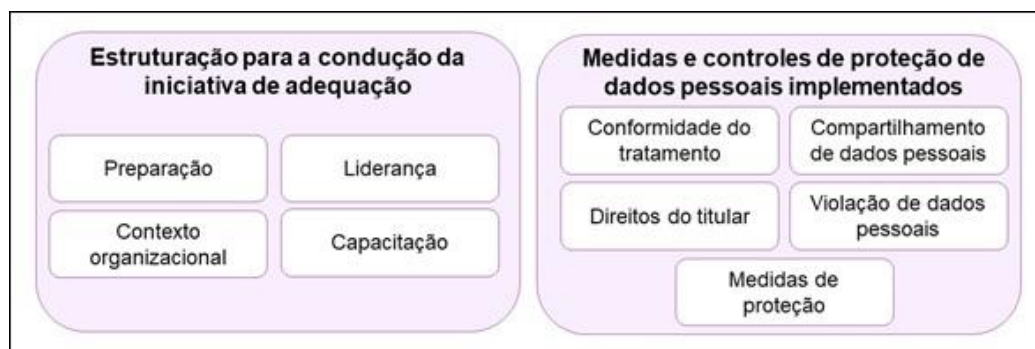 Estruturação para a condução da
iniciativa de adequação
Preparação
Liderança
Contexto
organizacional
Capacitação
Medidas e controles de proteção de
dados pessoais implementados
Conformidade do
tratamento
Compartilhamento
de dados pessoais
Direitos do titular
Violação de dados
pessoais
Medidas de
proteção